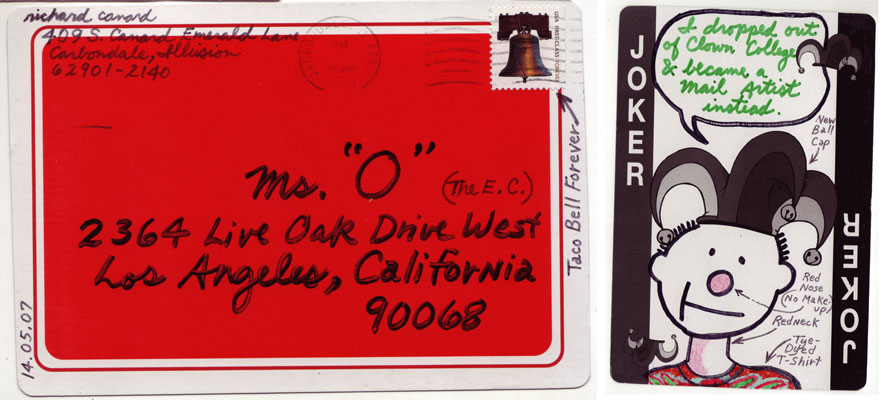 richard canard
409 S. Canard Emerald Lane
Carbondale, Illusion
62901-2140
PM
USA FIRST-CLASS FOREVER
Ms. "O"
(The E.C.)
2364 Live Oak Drive West
Los Angeles, California
90068
Taco Bell Forever
14.05.07
JOKER
I dropped out
of Clown College
& became a
Mail Artist
instead.
New
Ball
Cap
Red
Nose
(No Make-
up)
Redneck
Tye-
Dyed
T-Shirt
JOKER